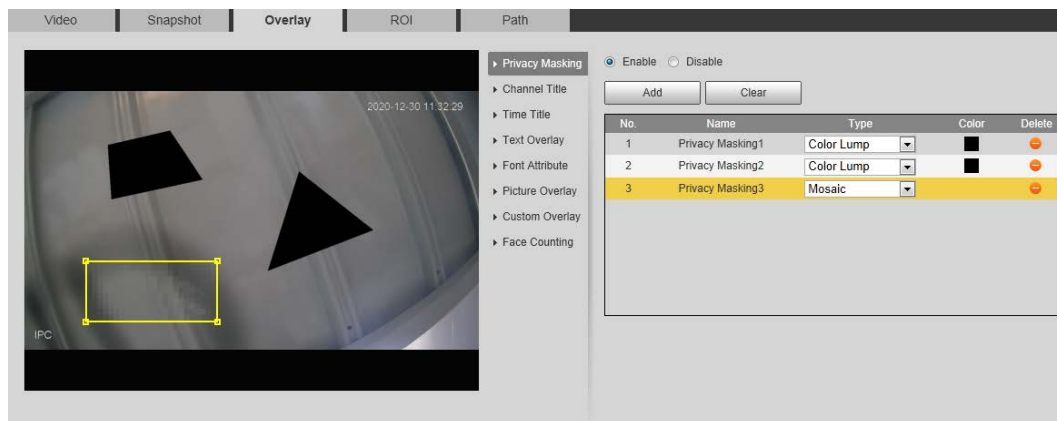 Video Snapshot Overlay ROI Path
2020-12-30 11:32:29
IPC
Privacy Masking
Channel Title
Time Title
Text Overlay
Font Attribute
Picture Overlay
Custom Overlay
Face Counting
Enable Disable
Add Clear
No. Name Type Color Delete
1 Privacy Masking1 Color Lump
2 Privacy Masking2 Color Lump
3 Privacy Masking3 Mosaic